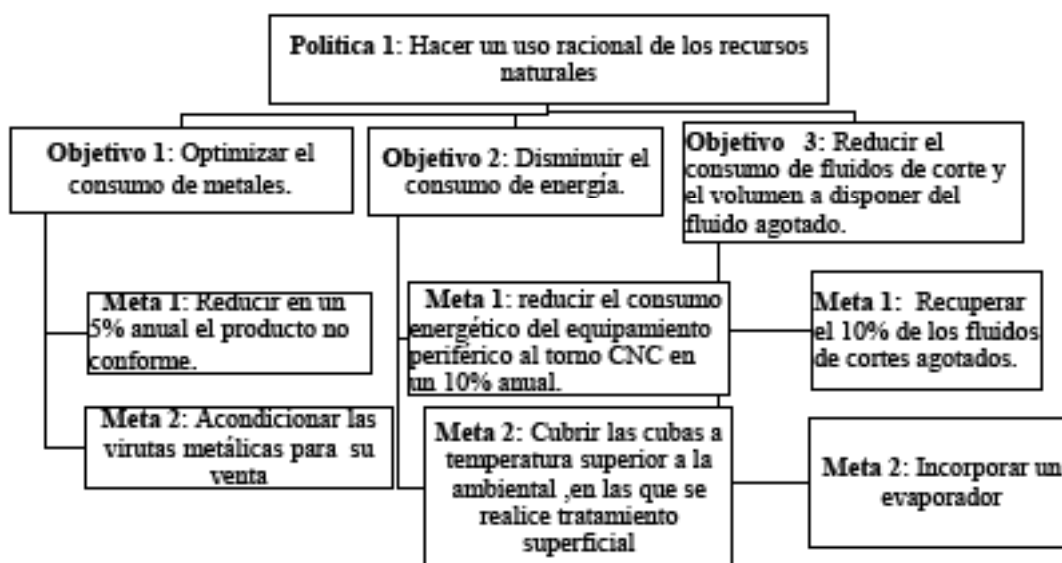 Politica 1: Hacer un uso racional de los recursos
naturales
Objetivo 1: Optimizar el
consumo de metales.
Objetivo 2: Disminuir el
consumo de energía.
Objetivo 3: Reducir el
consumo de fluidos de corte y
el volumen a disponer del
fluido agotado.
Meta 1: Reducir en un
5% anual el producto no
conforme.
Meta 2: Acondicionar las
virutas metálicas para su
venta
Meta 1: reducir el consumo
energético del equipamiento
periférico al torno CNC en
un 10% anual.
Meta 2: Cubrir las cubas a
temperatura superior a la
ambiental ,en las que se
realice tratamiento
superficial
Meta 1: Recuperar
el 10% de los fluidos
de cortes agotados.
Meta 2: Incorporar un
evaporador